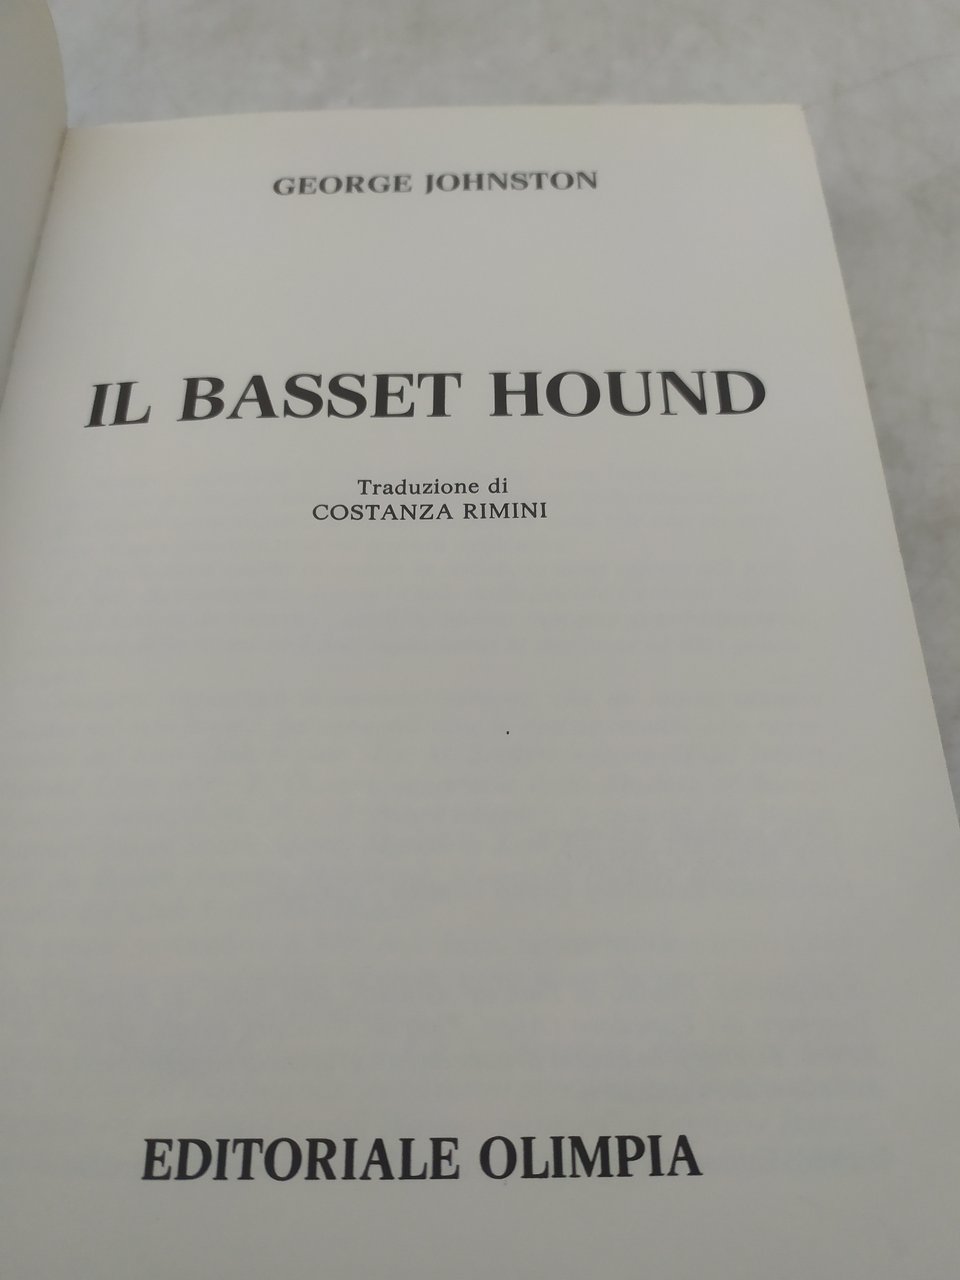 GEORGE JOHNSTON
IL BASSET HOUND
Traduzione di
COSTANZA RIMINI
EDITORIALE OLIMPIA